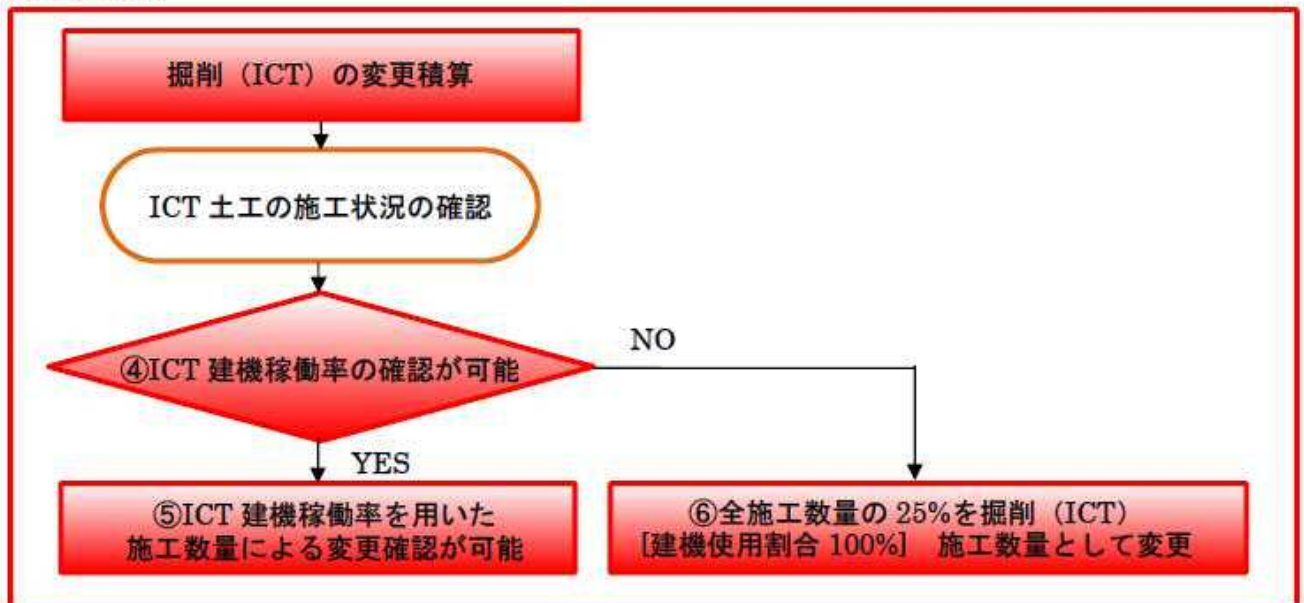 掘削（ICT）の変更積算
ICT 土工の施工状況の確認
④ICT 建機稼働率の確認が可能
NO
YES
⑤ICT 建機稼働率を用いた
施工数量による変更確認が可能
⑥全施工数量の 25%を掘削（ICT）
[建機使用割合 100%]　施工数量として変更